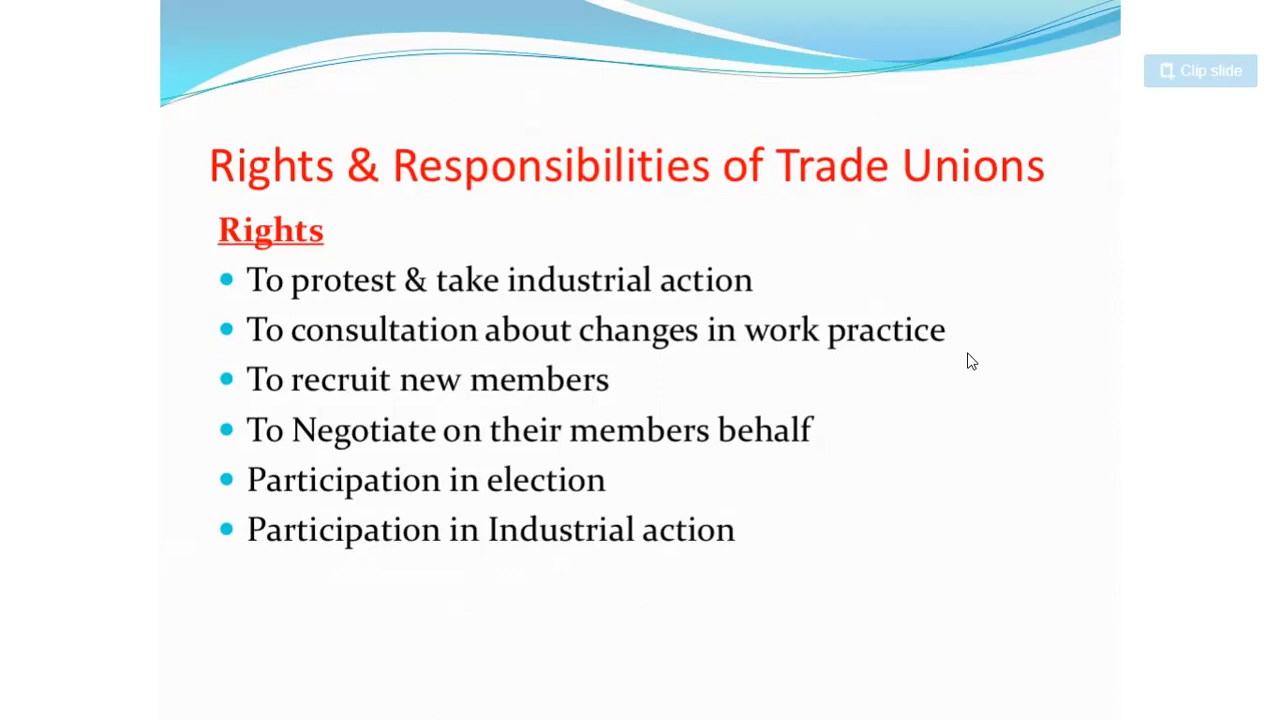 Clip slide
Rights & Responsibilities of Trade Unions
Rights
• To protest & take industrial action
• To consultation about changes in work practice
• To recruit new members
• To Negotiate on their members behalf
• Participation in election
• Participation in Industrial action